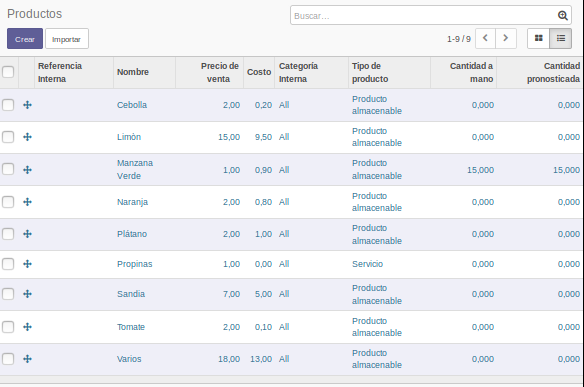 Productos
Buscar...
Crear Importar 1-9 / 9
Referencia Interna Nombre Precio de venta Costo Categoría Interna Tipo de producto Cantidad a mano Cantidad pronosticada
Cebolla 2,00 0,20 All Producto almacenable 0,000 0,000
Limón 15,00 9,50 All Producto almacenable 0,000 0,000
Manzana Verde 1,00 0,90 All Producto almacenable 15,000 15,000
Naranja 2,00 0,80 All Producto almacenable 0,000 0,000
Plátano 2,00 1,00 All Producto almacenable 0,000 0,000
Propinas 1,00 0,00 All Servicio 0,000 0,000
Sandia 7,00 5,00 All Producto almacenable 0,000 0,000
Tomate 2,00 0,10 All Producto almacenable 0,000 0,000
Varios 18,00 13,00 All Producto almacenable 0,000 0,000